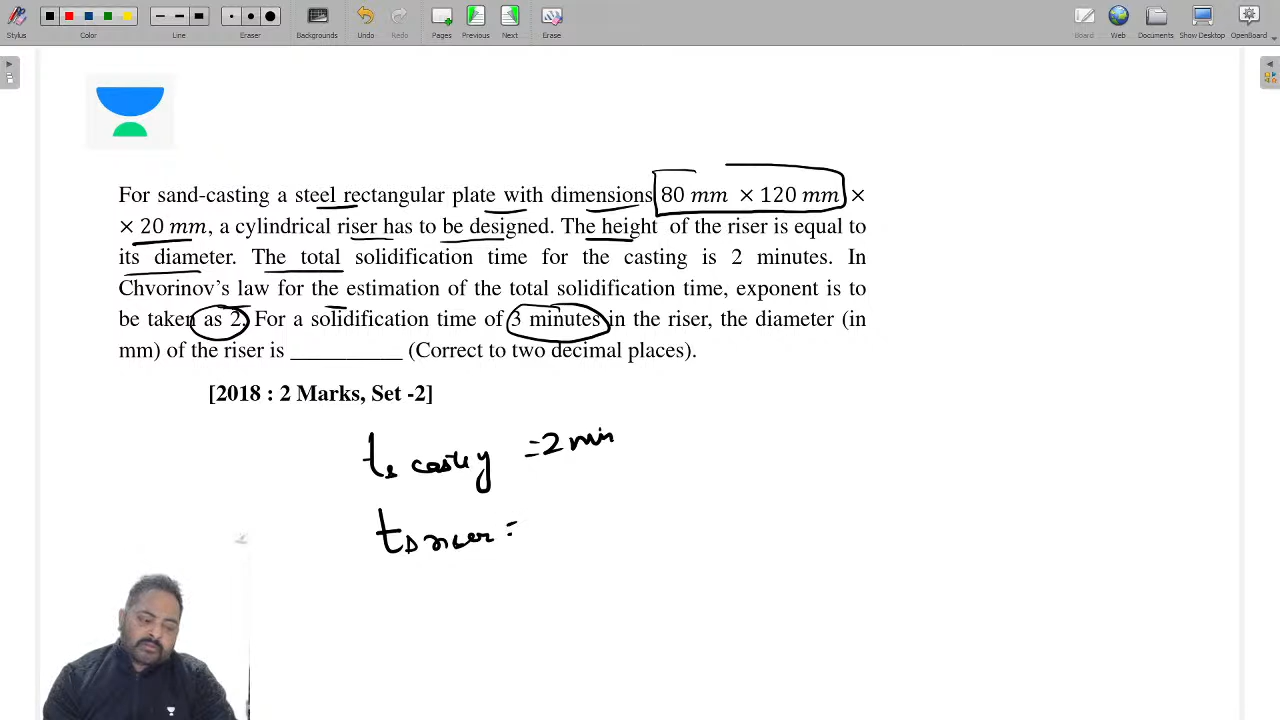 Stylus Color Line Eraser Backgrounds Undo Redo Pages Previous Next Erase Board Web Documents Show Desktop OpenBoard
For sand-casting a steel rectangular plate with dimensions 80 mm × 120 mm ×
× 20 mm, a cylindrical riser has to be designed. The height of the riser is equal to
its diameter. The total solidification time for the casting is 2 minutes. In
Chvorinov’s law for the estimation of the total solidification time, exponent is to
be taken as 2. For a solidification time of 3 minutes in the riser, the diameter (in
mm) of the riser is __________ (Correct to two decimal places).
[2018 : 2 Marks, Set -2]
ts casting = 2 min
ts riser =